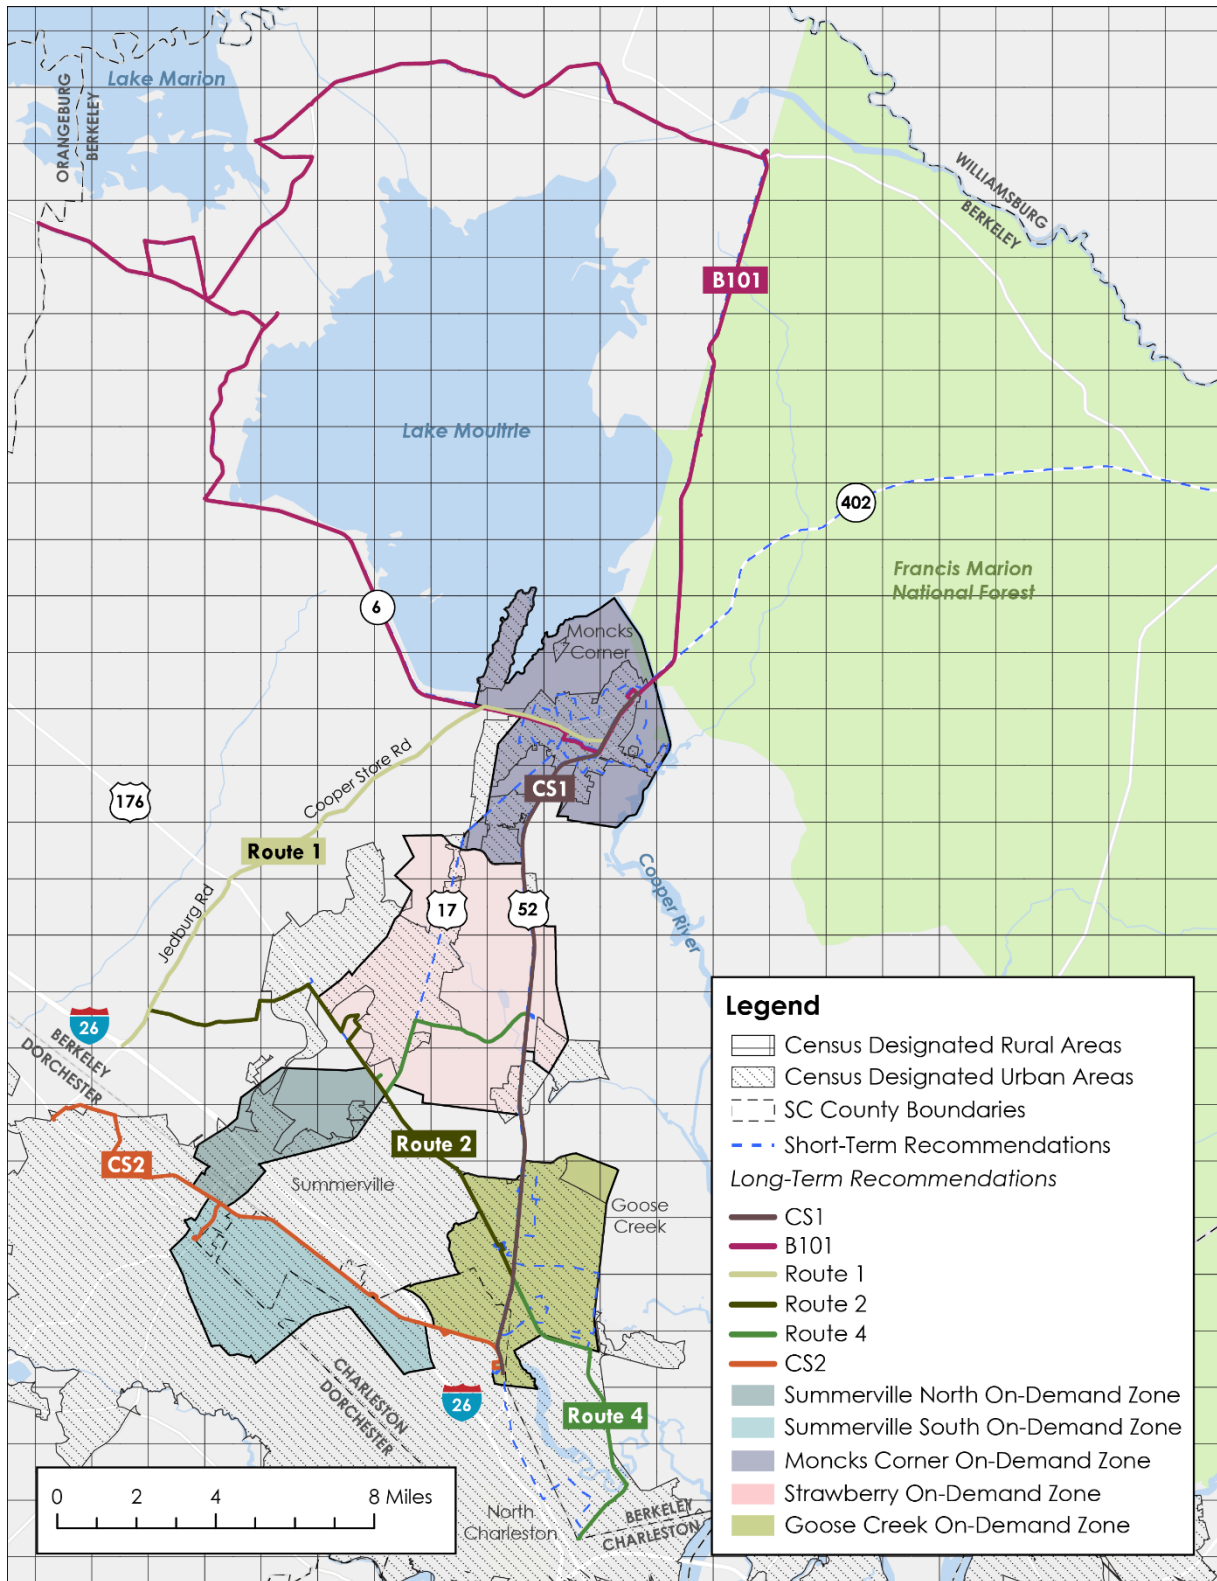 Lake Marion
ORANGEBURG
BERKELEY
WILLIAMSBURG
BERKELEY
B101
Lake Moultrie
402
Francis Marion
National Forest
6
Moncks
Corner
Cooper Store Rd
CS1
176
Route 1
Cooper River
Jedburg Rd
17
52
26
BERKELEY
DORCHESTER
CS2
Route 2
Summerville
Goose
Creek
CHARLESTON
DORCHESTER
26
Route 4
North
Charleston
BERKELEY
CHARLESTON
0 2 4 8 Miles
Legend
Census Designated Rural Areas
Census Designated Urban Areas
SC County Boundaries
Short-Term Recommendations
Long-Term Recommendations
CS1
B101
Route 1
Route 2
Route 4
CS2
Summerville North On-Demand Zone
Summerville South On-Demand Zone
Moncks Corner On-Demand Zone
Strawberry On-Demand Zone
Goose Creek On-Demand Zone